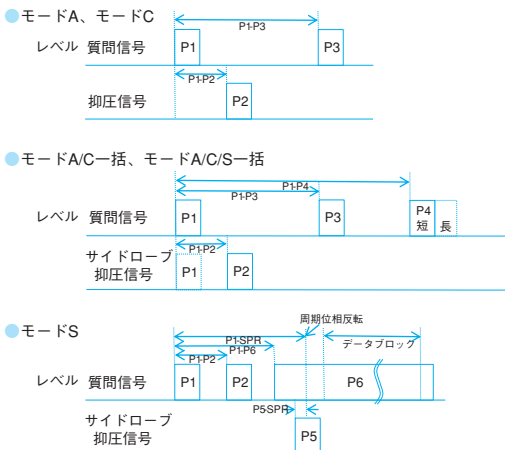 ●モードA、モードC
P1-P3
レベル 質問信号 P1 P3
P1-P2
抑圧信号 P2
●モードA/C一括、モードA/C/S一括
P1-P4
P1-P3
レベル 質問信号 P1 P3 P4
短 長
P1-P2
サイドローブ
抑圧信号 P1 P2
周期位相反転
●モードS
P1-SPR
データブロッグ
P1-P6
P1-P2
レベル 質問信号 P1 P2 P6
P5-SPR
サイドローブ
抑圧信号 P5